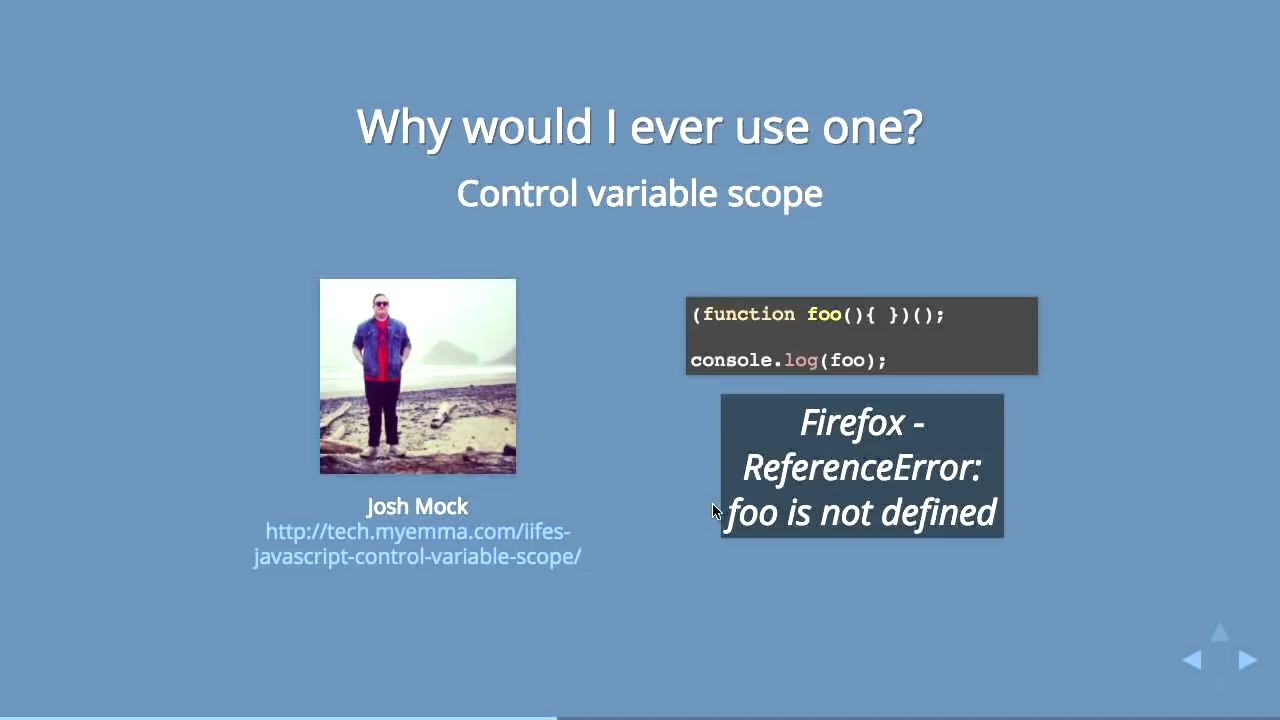 Why would I ever use one?
Control variable scope
Josh Mock
http://tech.myemma.com/iifes-
javascript-control-variable-scope/
(function foo(){ })();
console.log(foo);
Firefox -
ReferenceError:
foo is not defined